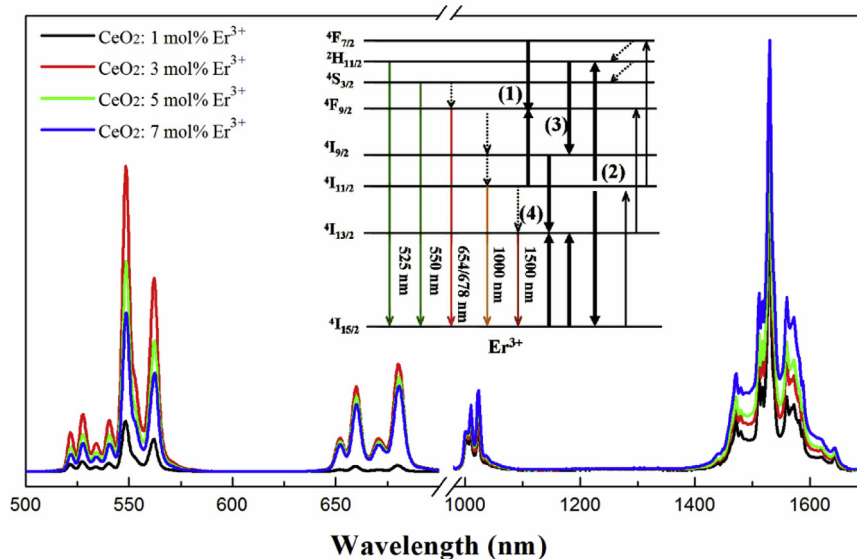 CeO2: 1 mol% Er³⁺
CeO2: 3 mol% Er³⁺
CeO2: 5 mol% Er³⁺
CeO2: 7 mol% Er³⁺
⁴F₇/₂
²H₁₁/₂
⁴S₃/₂
⁴F₉/₂
⁴I₉/₂
⁴I₁₁/₂
⁴I₁₃/₂
⁴I₁₅/₂
(1)
(3)
(2)
(4)
525 nm
550 nm
654/678 nm
1000 nm
1500 nm
Er³⁺
500 550 600 650 1000 1200 1400 1600
Wavelength (nm)